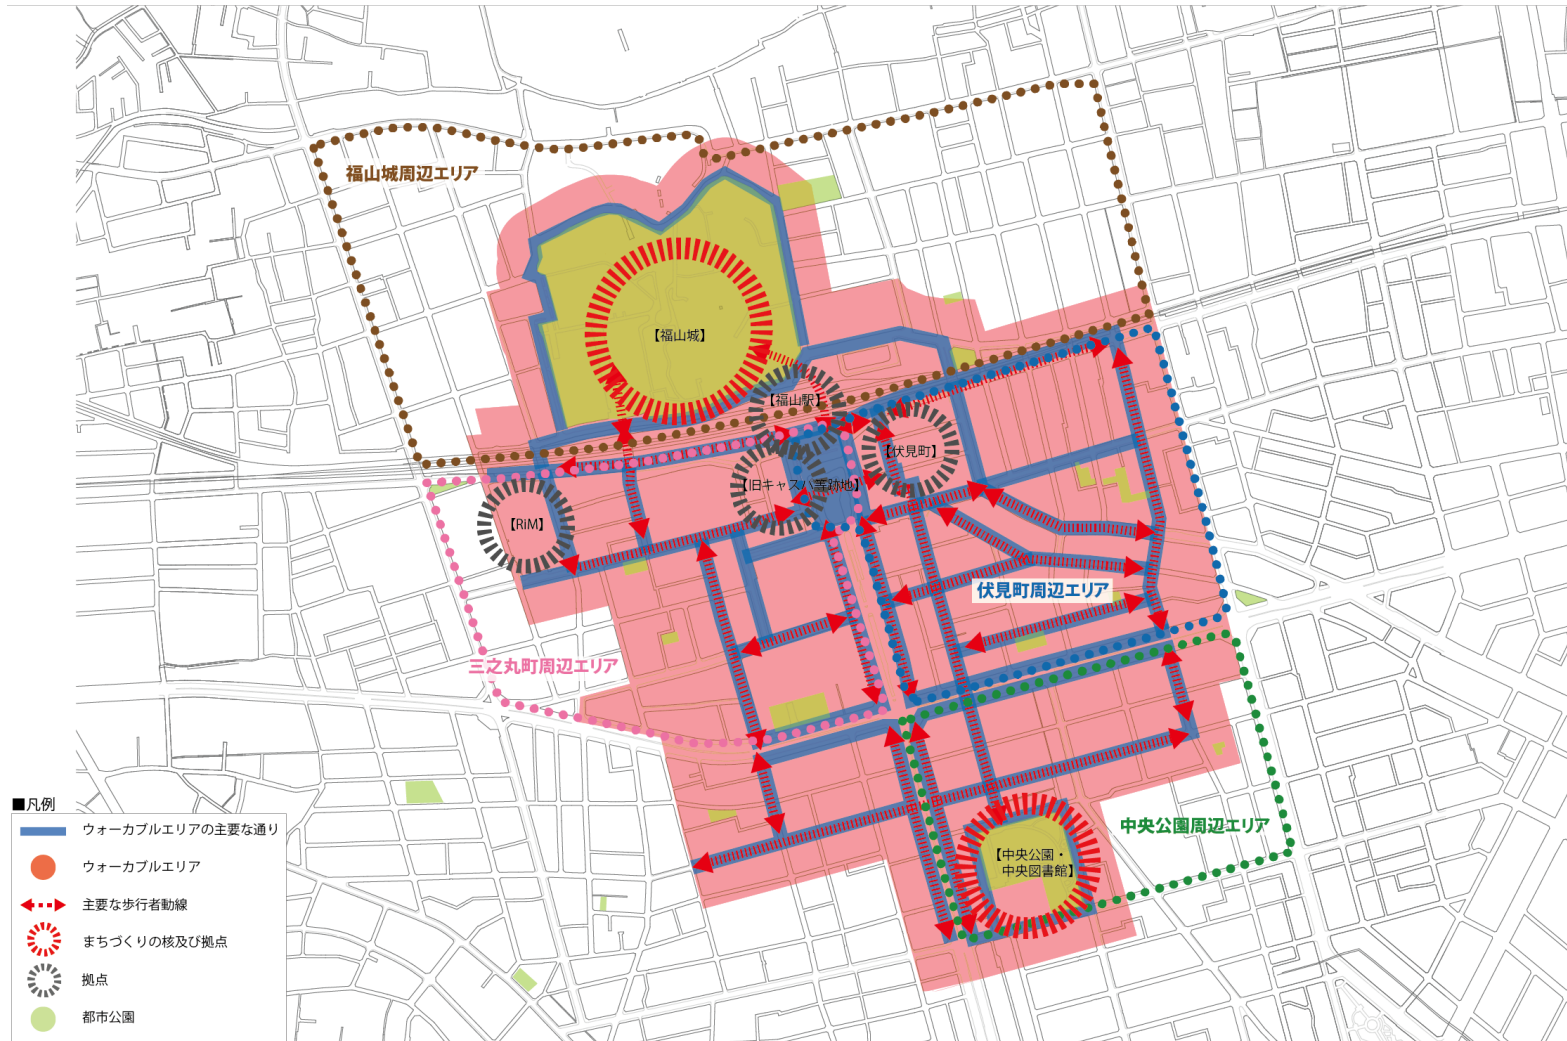 福山城周辺エリア
【福山城】
【福山駅】
【伏見町】
【旧キャスパ等跡地】
【RiM】
伏見町周辺エリア
三之丸町周辺エリア
中央公園周辺エリア
【中央公園・
中央図書館】
■凡例
ウォーカブルエリアの主要な通り
ウォーカブルエリア
主要な歩行者動線
まちづくりの核及び拠点
拠点
都市公園